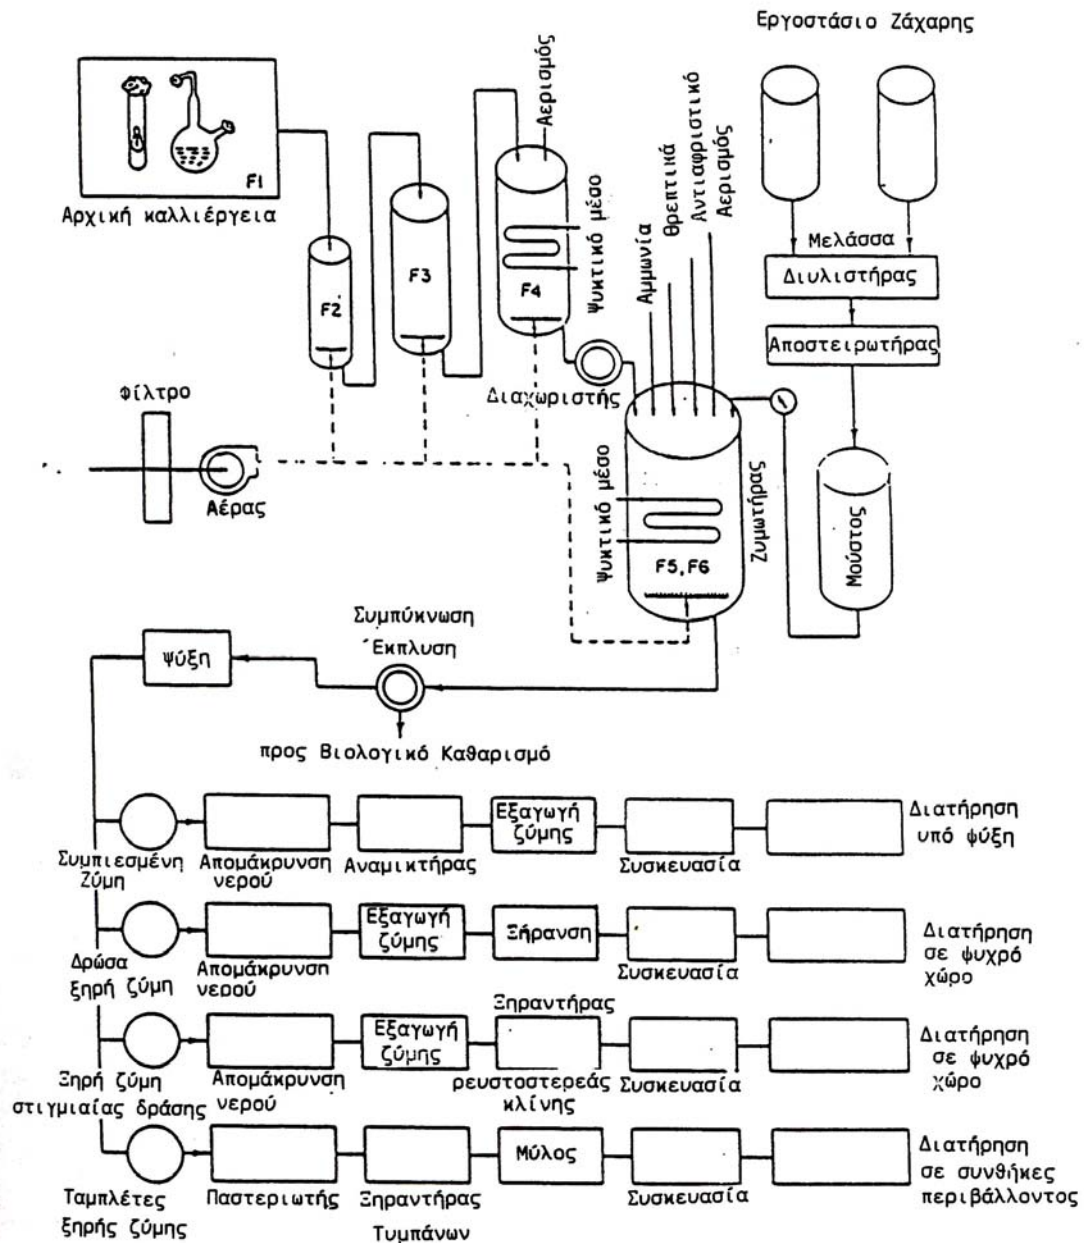 Εργοστάσιο Ζάχαρης
Αερισμός
F1
Αρχική καλλιέργεια
F2
F3
F4
Ψυκτικό μέσο
Αμμωνία
Θρεπτικά
Αντιαφριστικό
Αερισμός
Μελάσσα
Διυλιστήρας
Αποστειρωτήρας
Διαχωριστής
Φίλτρο
Αέρας
Ψυκτικό μέσο
F5,F6
Ζυμωτήρας
Μούστος
Συμπύκνωση
Έκπλυση
Ψύξη
προς Βιολογικό Καθαρισμό
Συμπιεσμένη
Ζύμη
Απομάκρυνση
νερού
Αναμικτήρας
Εξαγωγή
ζύμης
Συσκευασία
Διατήρηση
υπό ψύξη
Δρώσα
ξηρή ζύμη
Απομάκρυνση
νερού
Εξαγωγή
ζύμης
Ξήρανση
Συσκευασία
Διατήρηση
σε ψυχρό
χώρο
Ξηρή ζύμη
στιγμιαίας δράσης
Απομάκρυνση
νερού
Εξαγωγή
ζύμης
Ξηραντήρας
ρευστοστερεάς
κλίνης
Συσκευασία
Διατήρηση
σε ψυχρό
χώρο
Ταμπλέτες
ξηρής ζύμης
Παστεριωτής
Ξηραντήρας
Τυμπάνων
Μύλος
Συσκευασία
Διατήρηση
σε συνθήκες
περιβάλλοντος